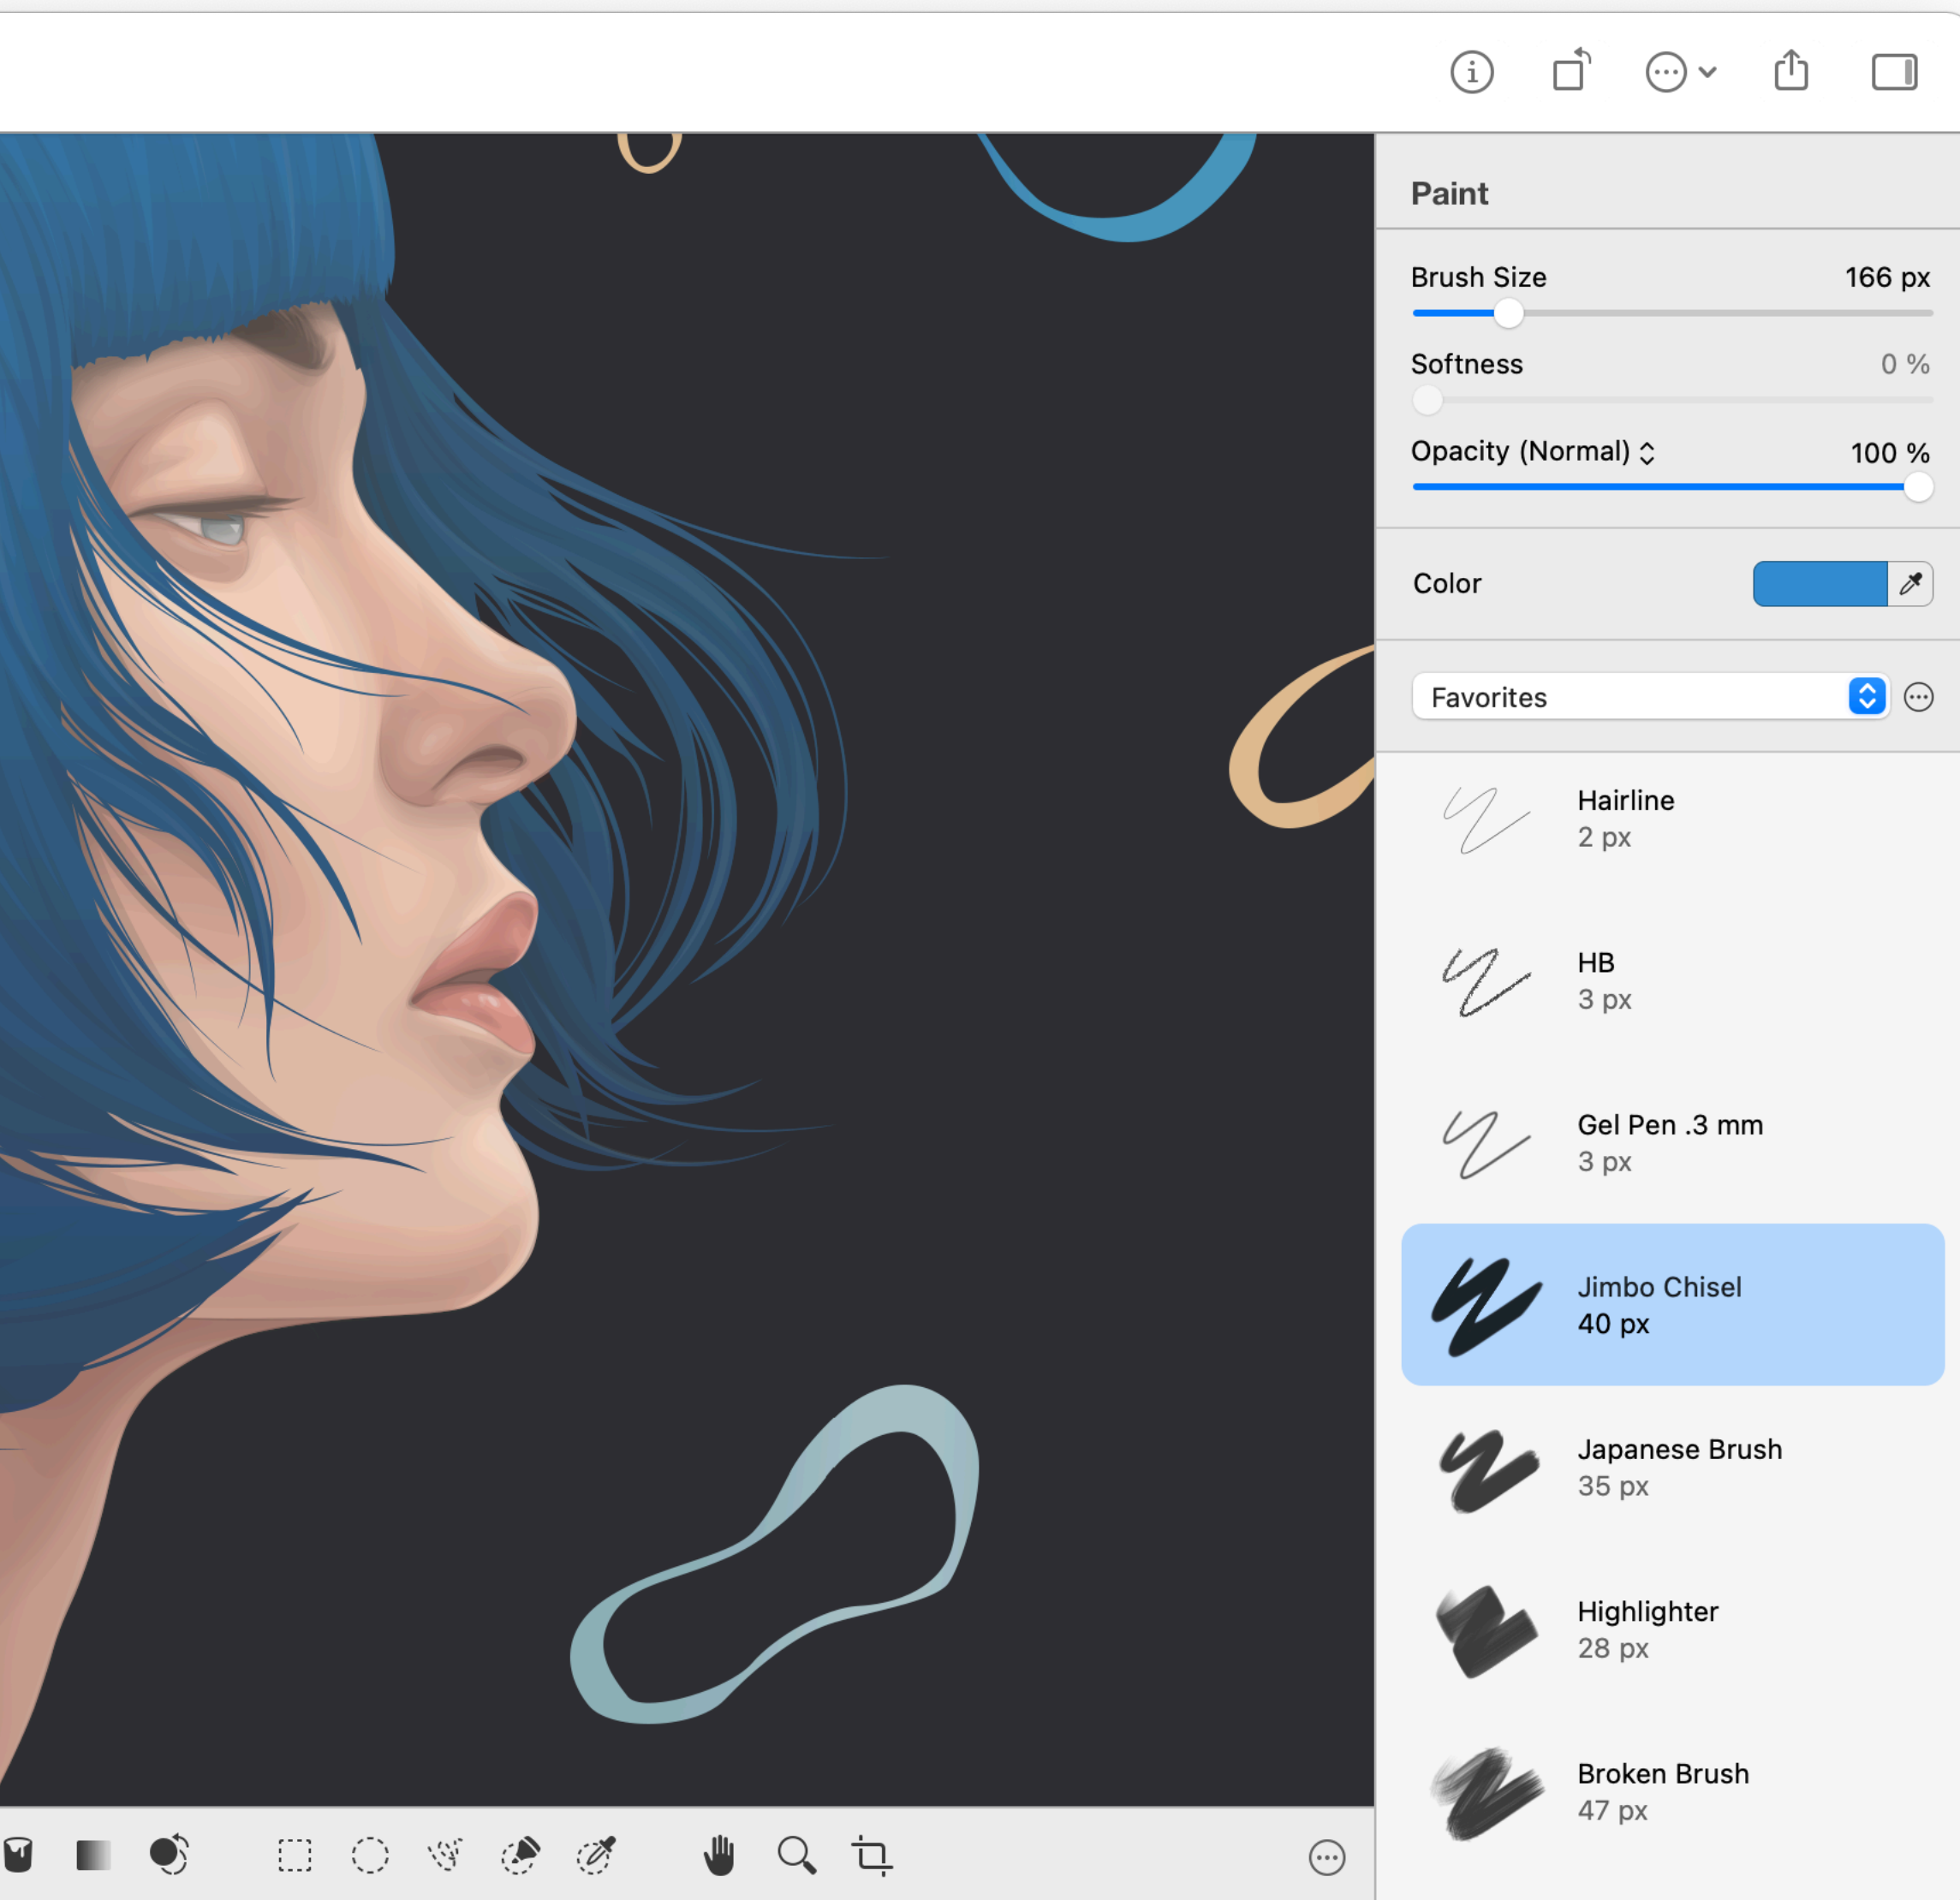 Paint
Brush Size 166 px
Softness 0 %
Opacity (Normal) 100 %
Color
Favorites
Hairline
2 px
HB
3 px
Gel Pen .3 mm
3 px
Jimbo Chisel
40 px
Japanese Brush
35 px
Highlighter
28 px
Broken Brush
47 px